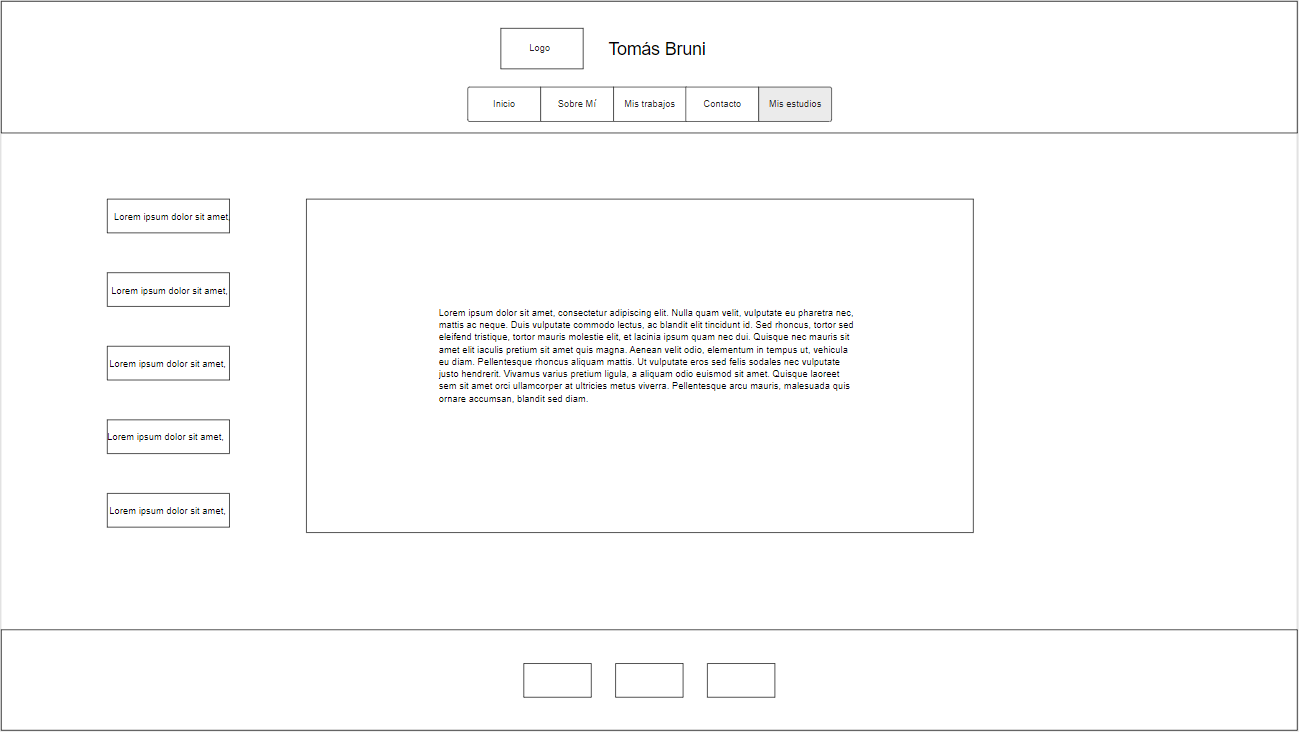 Logo
Tomás Bruni
Inicio
Sobre Mí
Mis trabajos
Contacto
Mis estudios
Lorem ipsum dolor sit amet
Lorem ipsum dolor sit amet,
Lorem ipsum dolor sit amet,
Lorem ipsum dolor sit amet,
Lorem ipsum dolor sit amet,
Lorem ipsum dolor sit amet, consectetur adipiscing elit. Nulla quam velit, vulputate eu pharetra nec,
mattis ac neque. Duis vulputate commodo lectus, ac blandit elit tincidunt id. Sed rhoncus, tortor sed
eleifend tristique, tortor mauris molestie elit, et lacinia ipsum quam nec dui. Quisque nec mauris sit
amet elit iaculis pretium sit amet quis magna. Aenean velit odio, elementum in tempus ut, vehicula
eu diam. Pellentesque rhoncus aliquam mattis. Ut vulputate eros sed felis sodales nec vulputate
justo hendrerit. Vivamus varius pretium ligula, a aliquam odio euismod sit amet. Quisque laoreet
sem sit amet orci ullamcorper at ultricies metus viverra. Pellentesque arcu mauris, malesuada quis
ornare accumsan, blandit sed diam.